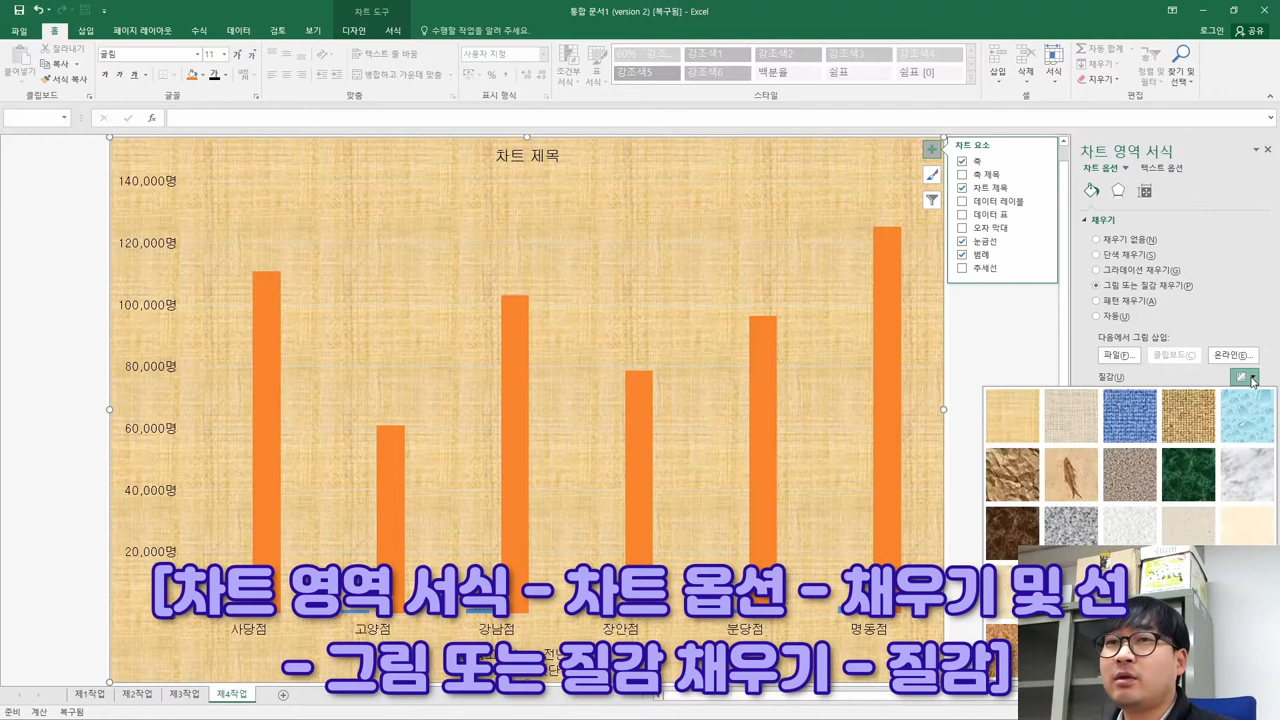 차트 도구
통합 문서1 (version 2) [복구됨] - Excel
파일
홈
삽입
페이지 레이아웃
수식
데이터
검토
보기
디자인
서식
수행할 작업을 알려 주세요.
로그인
공유
붙여넣기
잘라내기
복사
서식 복사
클립보드
굴림
11
가 가
가 가 가
글꼴
텍스트 줄 바꿈
병합하고 가운데 맞춤
맞춤
사용자 지정
표시 형식
조건부 서식
표 서식
60% - 강조...
강조색1
강조색2
강조색3
강조색4
강조색5
강조색6
백분율
쉼표
쉼표 [0]
스타일
삽입
삭제
서식
셀
자동 합계
채우기
지우기
정렬 및 필터
찾기 및 선택
편집
fx
차트 제목
140,000명
120,000명
100,000명
80,000명
60,000명
40,000명
20,000명
사당점
고양점
강남점
장안점
분당점
명동점
차트 요소
축
축 제목
차트 제목
데이터 레이블
데이터 표
오차 막대
눈금선
범례
추세선
차트 영역 서식
차트 옵션
텍스트 옵션
채우기
채우기 없음(N)
단색 채우기(S)
그라데이션 채우기(G)
그림 또는 질감 채우기(P)
패턴 채우기(A)
자동(U)
다음에서 그림 삽입:
파일(F)...
클립보드(C)
온라인(E)...
질감(U)
[차트 영역 서식 - 차트 옵션 - 채우기 및 선
- 그림 또는 질감 채우기 - 질감]
제1작업
제2작업
제3작업
제4작업
준비
계산
복구됨